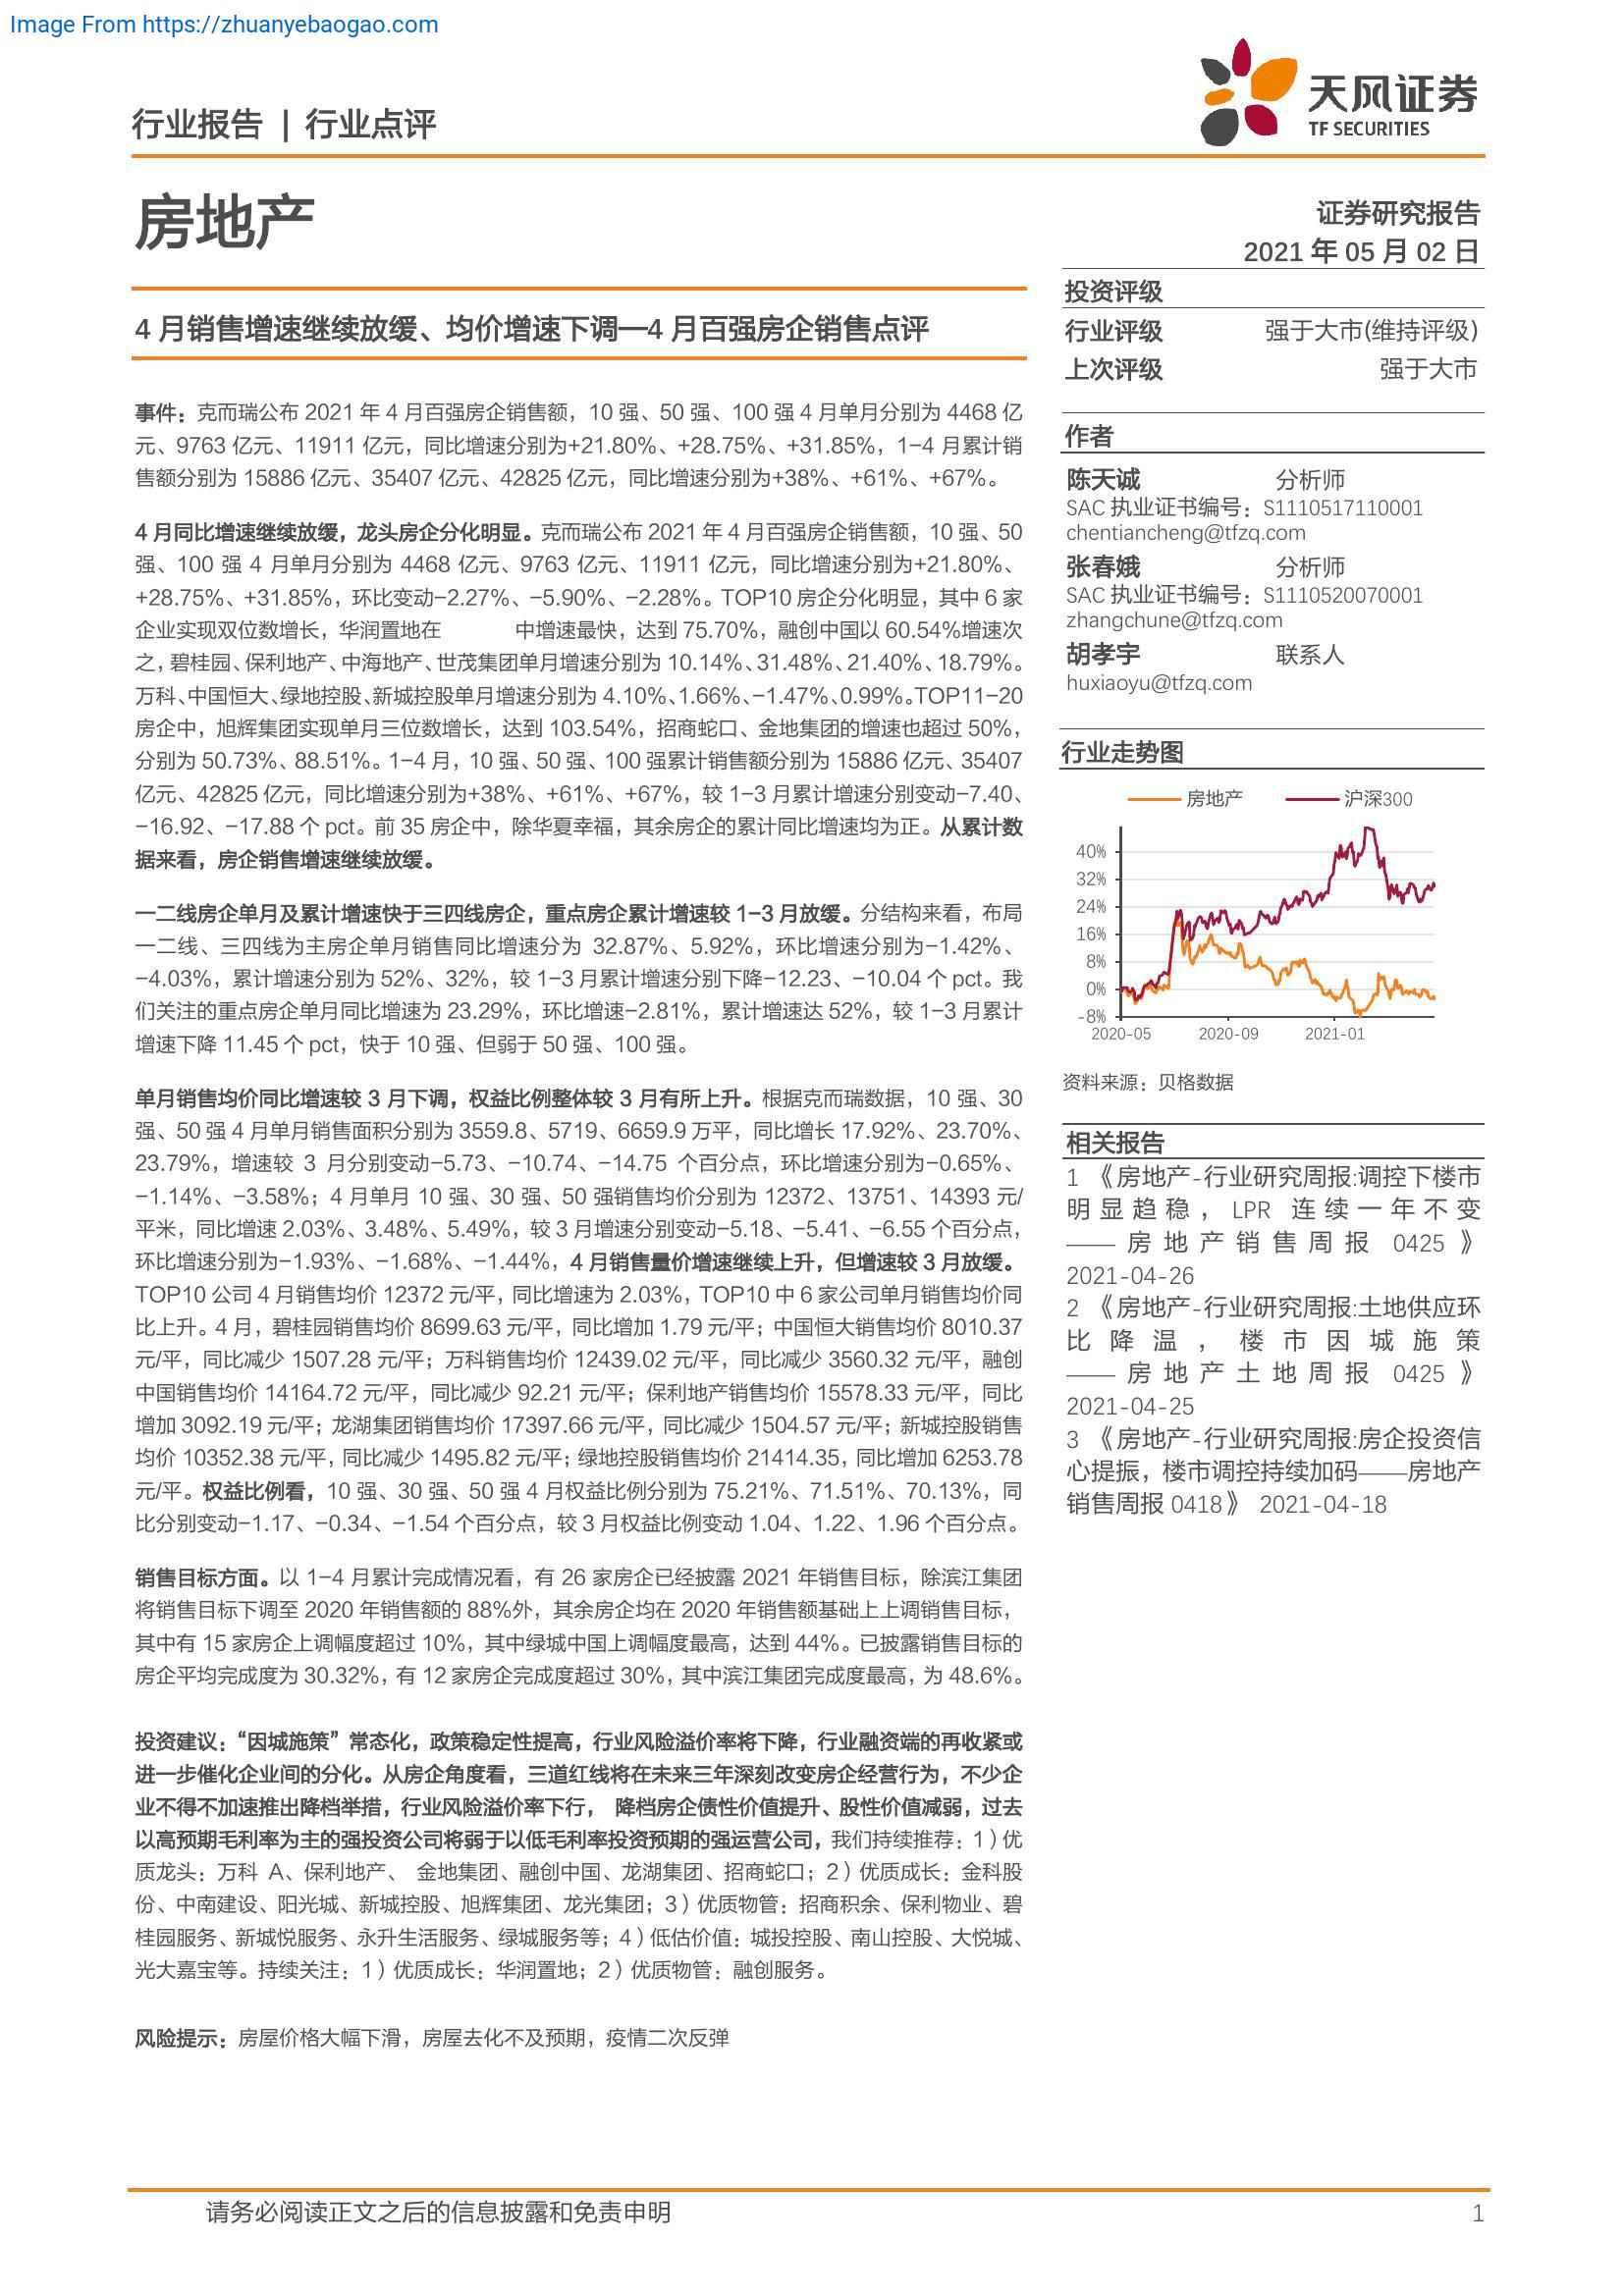 Image From https://zhuanyebaogao.com
行业报告 | 行业点评
天风证券
TF SECURITIES
房地产
证券研究报告
2021 年 05 月 02 日
4 月销售增速继续放缓、均价增速下调—4 月百强房企销售点评
事件：克而瑞公布 2021 年 4 月百强房企销售额，10 强、50 强、100 强 4 月单月分别为 4468 亿
元、9763 亿元、11911 亿元，同比增速分别为+21.80%、+28.75%、+31.85%，1-4 月累计销
售额分别为 15886 亿元、35407 亿元、42825 亿元，同比增速分别为+38%、+61%、+67%。
4 月同比增速继续放缓，龙头房企分化明显。克而瑞公布 2021 年 4 月百强房企销售额，10 强、50
强、100 强 4 月单月分别为 4468 亿元、9763 亿元、11911 亿元，同比增速分别为+21.80%、
+28.75%、+31.85%，环比变动-2.27%、-5.90%、-2.28%。TOP10 房企分化明显，其中 6 家
企业实现双位数增长，华润置地在 中增速最快，达到 75.70%，融创中国以 60.54%增速次
之，碧桂园、保利地产、中海地产、世茂集团单月增速分别为 10.14%、31.48%、21.40%、18.79%。
万科、中国恒大、绿地控股、新城控股单月增速分别为 4.10%、1.66%、-1.47%、0.99%。TOP11-20
房企中，旭辉集团实现单月三位数增长，达到 103.54%，招商蛇口、金地集团的增速也超过 50%，
分别为 50.73%、88.51%。1-4 月，10 强、50 强、100 强累计销售额分别为 15886 亿元、35407
亿元、42825 亿元，同比增速分别为+38%、+61%、+67%，较 1-3 月累计增速分别变动-7.40、
-16.92、-17.88 个 pct。前 35 房企中，除华夏幸福，其余房企的累计同比增速均为正。从累计数
据来看，房企销售增速继续放缓。
一二线房企单月及累计增速快于三四线房企，重点房企累计增速较 1-3 月放缓。分结构来看，布局
一二线、三四线为主房企单月销售同比增速分为 32.87%、5.92%，环比增速分别为-1.42%、
-4.03%，累计增速分别为 52%、32%，较 1-3 月累计增速分别下降-12.23、-10.04 个 pct。我
们关注的重点房企单月同比增速为 23.29%，环比增速-2.81%，累计增速达 52%，较 1-3 月累计
增速下降 11.45 个 pct，快于 10 强、但弱于 50 强、100 强。
单月销售均价同比增速较 3 月下调，权益比例整体较 3 月有所上升。根据克而瑞数据，10 强、30
强、50 强 4 月单月销售面积分别为 3559.8、5719、6659.9 万平，同比增长 17.92%、23.70%、
23.79%，增速较 3 月分别变动-5.73、-10.74、-14.75 个百分点，环比增速分别为-0.65%、
-1.14%、-3.58%；4 月单月 10 强、30 强、50 强销售均价分别为 12372、13751、14393 元/
平米，同比增速 2.03%、3.48%、5.49%，较 3 月增速分别变动-5.18、-5.41、-6.55 个百分点，
环比增速分别为-1.93%、-1.68%、-1.44%，4 月销售量价增速继续上升，但增速较 3 月放缓。
TOP10 公司 4 月销售均价 12372 元/平，同比增速为 2.03%，TOP10 中 6 家公司单月销售均价同
比上升。4 月，碧桂园销售均价 8699.63 元/平，同比增加 1.79 元/平；中国恒大销售均价 8010.37
元/平，同比减少 1507.28 元/平；万科销售均价 12439.02 元/平，同比减少 3560.32 元/平，融创
中国销售均价 14164.72 元/平，同比减少 92.21 元/平；保利地产销售均价 15578.33 元/平，同比
增加 3092.19 元/平；龙湖集团销售均价 17397.66 元/平，同比减少 1504.57 元/平；新城控股销售
均价 10352.38 元/平，同比减少 1495.82 元/平；绿地控股销售均价 21414.35，同比增加 6253.78
元/平。权益比例看，10 强、30 强、50 强 4 月权益比例分别为 75.21%、71.51%、70.13%，同
比分别变动-1.17、-0.34、-1.54 个百分点，较 3 月权益比例变动 1.04、1.22、1.96 个百分点。
销售目标方面。以 1-4 月累计完成情况看，有 26 家房企已经披露 2021 年销售目标，除滨江集团
将销售目标下调至 2020 年销售额的 88%外，其余房企均在 2020 年销售额基础上上调销售目标，
其中有 15 家房企上调幅度超过 10%，其中绿城中国上调幅度最高，达到 44%。已披露销售目标的
房企平均完成度为 30.32%，有 12 家房企完成度超过 30%，其中滨江集团完成度最高，为 48.6%。
投资建议：“因城施策”常态化，政策稳定性提高，行业风险溢价率将下降，行业融资端的再收紧或
进一步催化企业间的分化。从房企角度看，三道红线将在未来三年深刻改变房企经营行为，不少企
业不得不加速推出降档举措，行业风险溢价率下行， 降档房企债性价值提升、股性价值减弱，过去
以高预期毛利率为主的强投资公司将弱于以低毛利率投资预期的强运营公司，我们持续推荐：1）优
质龙头：万科 A、保利地产、 金地集团、融创中国、龙湖集团、招商蛇口；2）优质成长：金科股
份、中南建设、阳光城、新城控股、旭辉集团、龙光集团；3）优质物管：招商积余、保利物业、碧
桂园服务、新城悦服务、永升生活服务、绿城服务等；4）低估价值：城投控股、南山控股、大悦城、
光大嘉宝等。持续关注：1）优质成长：华润置地；2）优质物管：融创服务。
风险提示：房屋价格大幅下滑，房屋去化不及预期，疫情二次反弹
投资评级
行业评级 强于大市(维持评级)
上次评级 强于大市
作者
陈天诚 分析师
SAC 执业证书编号：S1110517110001
chentiancheng@tfzq.com
张春娥 分析师
SAC 执业证书编号：S1110520070001
zhangchune@tfzq.com
胡孝宇 联系人
huxiaoyu@tfzq.com
行业走势图
房地产 沪深300
40%
32%
24%
16%
8%
0%
-8%
2020-05 2020-09 2021-01
资料来源：贝格数据
相关报告
1 《房地产-行业研究周报:调控下楼市
明显趋稳，LPR 连续一年不变
——房地产销售周报 0425》
2021-04-26
2 《房地产-行业研究周报:土地供应环
比降温，楼市因城施策
——房地产土地周报 0425》
2021-04-25
3 《房地产-行业研究周报:房企投资信
心提振，楼市调控持续加码——房地产
销售周报 0418》 2021-04-18
请务必阅读正文之后的信息披露和免责申明 1